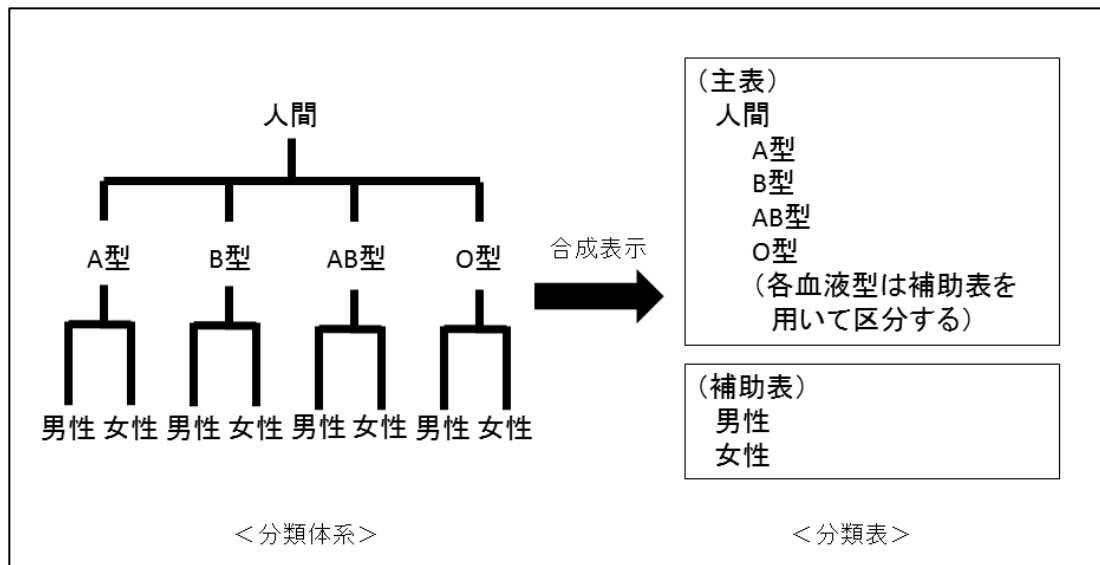 人間
A型 B型 AB型 O型
男性 女性 男性 女性 男性 女性 男性 女性
＜分類体系＞
合成表示
（主表）
人間
A型
B型
AB型
O型
（各血液型は補助表を
用いて区分する）
（補助表）
男性
女性
＜分類表＞